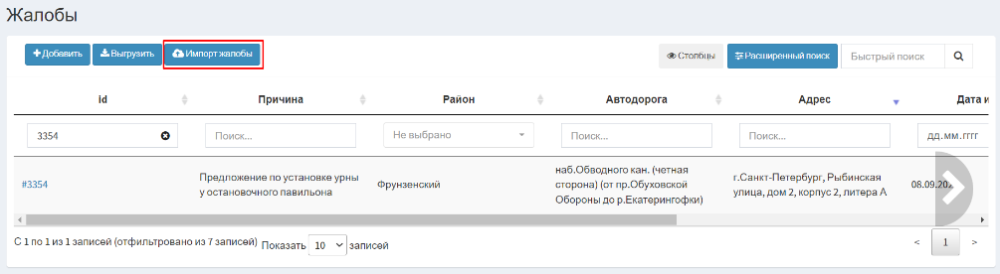 Жалобы
Добавить Выгрузить Импорт жалобы Столбцы Расширенный поиск Быстрый поиск
id Причина Район Автодорога Адрес Дата и
3354 Поиск... Не выбрано Поиск... Поиск... дд.мм.гггг
#3354 Предложение по установке урны у остановочного павильона Фрунзенский наб.Обводного кан. (четная сторона) (от пр.Обуховской Обороны до р.Екатерингофки) г.Санкт-Петербург, Рыбинская улица, дом 2, корпус 2, литера А 08.09.202
С 1 по 1 из 1 записей (отфильтровано из 7 записей) Показать 10 записей < 1 >